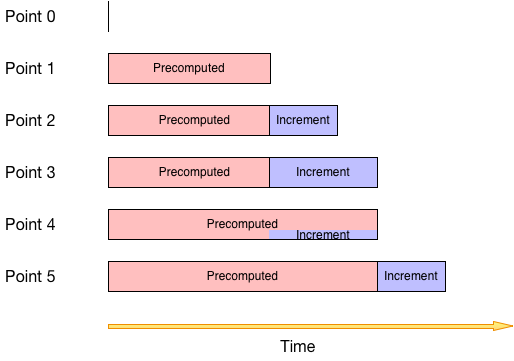 Point 0
Point 1
Precomputed
Point 2
Precomputed Increment
Point 3
Precomputed Increment
Point 4
Precomputed
Increment
Point 5
Precomputed Increment
Time